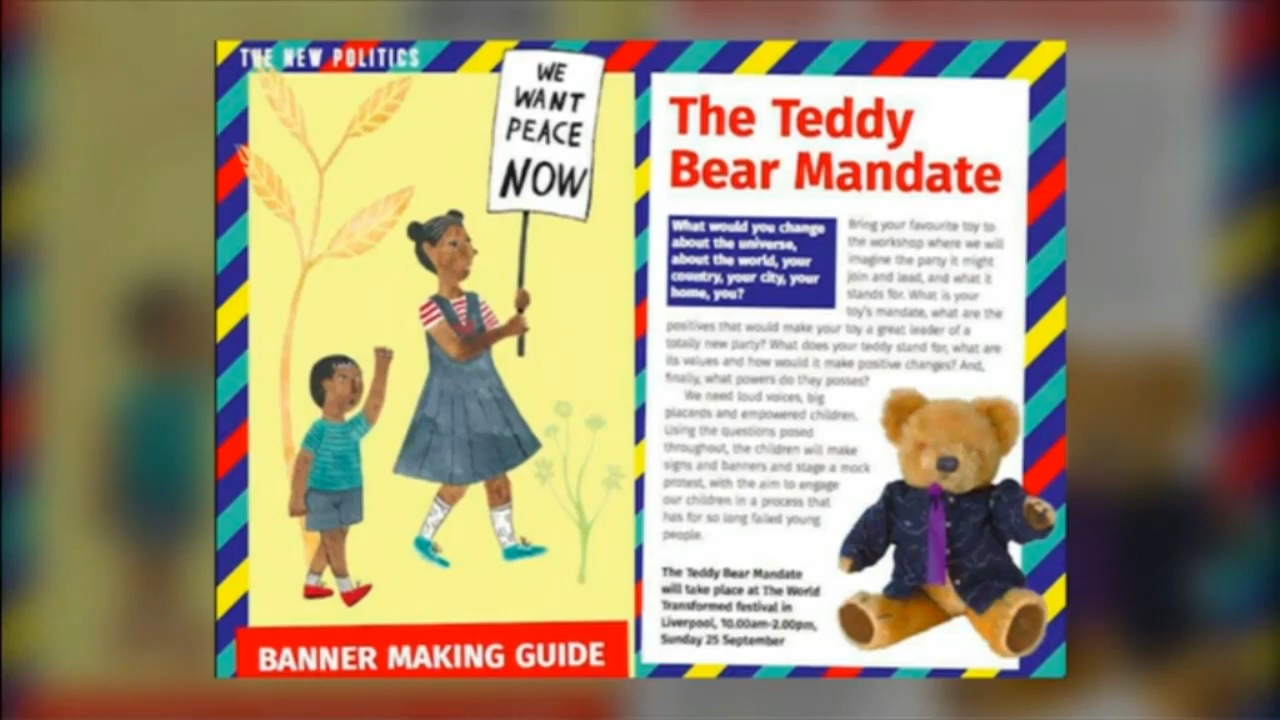 THE NEW POLITICS
WE
WANT
PEACE
NOW
BANNER MAKING GUIDE
The Teddy
Bear Mandate
What would you change
about the universe,
about the world, your
country, your city, your
home, you?
Bring your favourite toy to
the workshop where we will
imagine the party it might
join and lead, and what it
stands for. What is your
toy's mandate, what are the
positives that would make your toy a great leader of a
totally new party? What does your teddy stand for, what are
its values and how would it make positive changes? And,
finally, what powers do they posses?
We need loud voices, big
placards and empowered children.
Using the questions posed
throughout, the children will make
signs and banners and stage a mock
protest, with the aim to engage
our children in a process that
has for so long failed young
people.
The Teddy Bear Mandate
will take place at The World
Transformed festival in
Liverpool, 10.00am-2.00pm,
Sunday 25 September